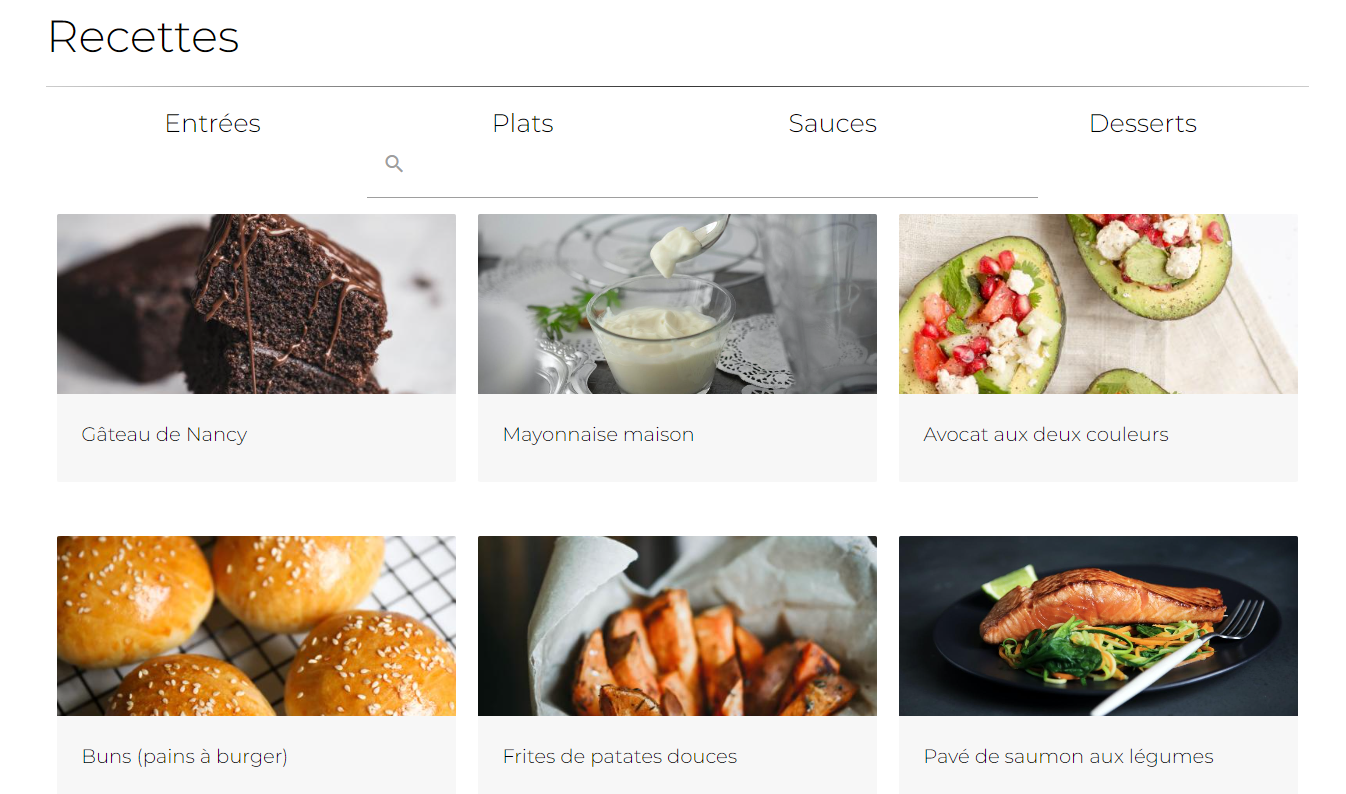 Recettes
Entrées Plats Sauces Desserts
Gâteau de Nancy
Mayonnaise maison
Avocat aux deux couleurs
Buns (pains à burger)
Frites de patates douces
Pavé de saumon aux légumes